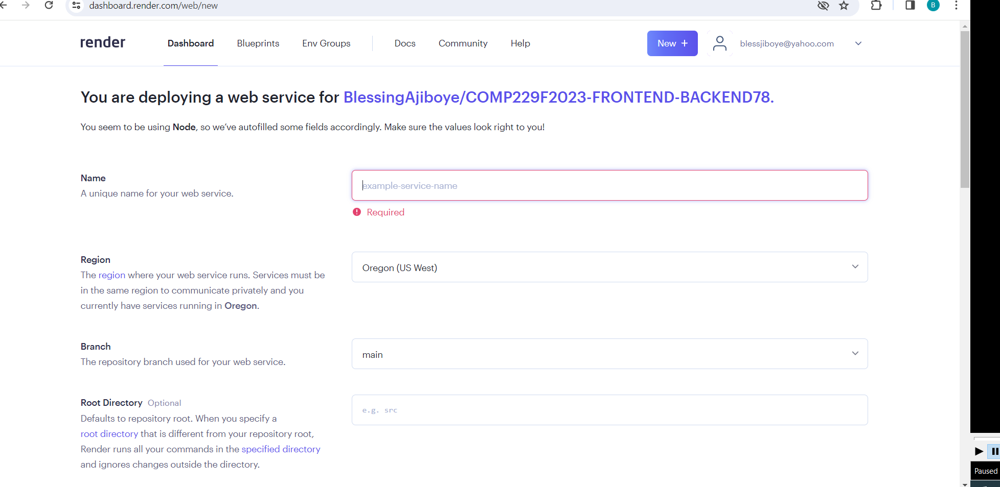 dashboard.render.com/web/new
B
render Dashboard Blueprints Env Groups Docs Community Help New + blessjiboye@yahoo.com
You are deploying a web service for BlessingAjiboye/COMP229F2023-FRONTEND-BACKEND78.
You seem to be using Node, so we’ve autofilled some fields accordingly. Make sure the values look right to you!
Name
A unique name for your web service.
example-service-name
Required
Region
The region where your web service runs. Services must be
in the same region to communicate privately and you
currently have services running in Oregon.
Oregon (US West)
Branch
The repository branch used for your web service.
main
Root Directory Optional
Defaults to repository root. When you specify a
root directory that is different from your repository root,
Render runs all your commands in the specified directory
and ignores changes outside the directory.
e.g. src
Paused